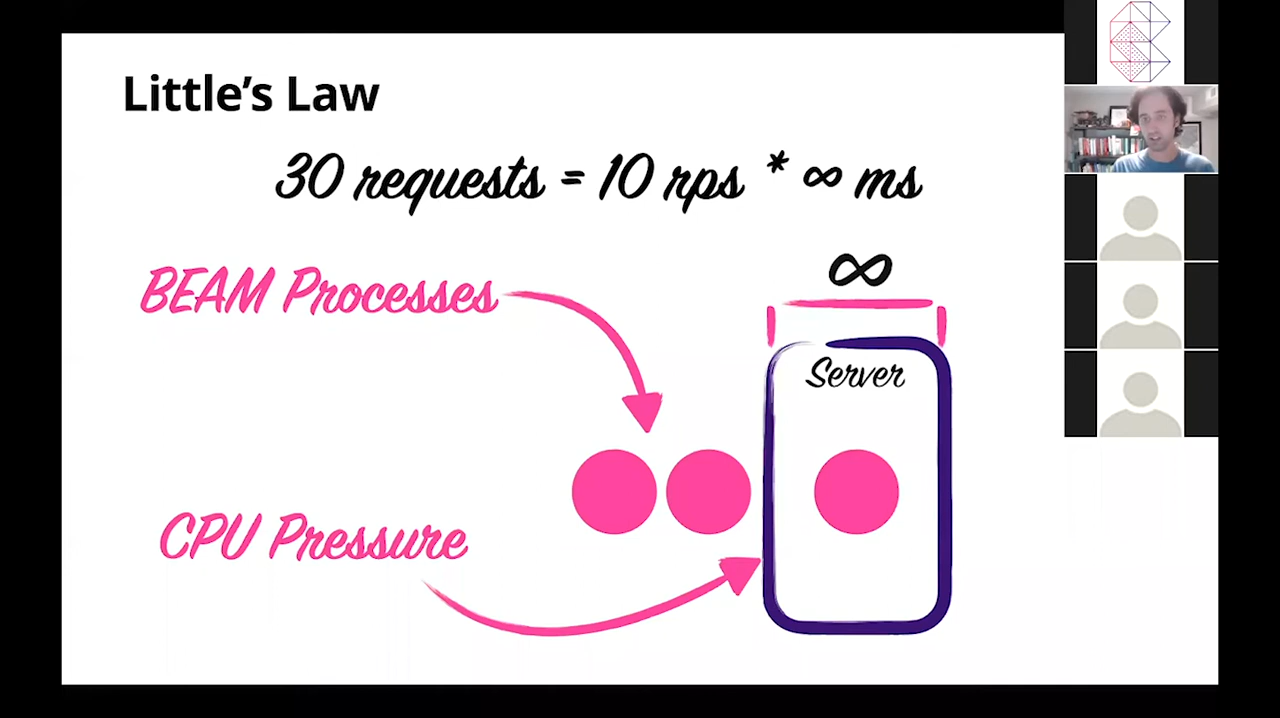 Little's Law
30 requests = 10 rps * ∞ ms
∞
BEAM Processes
Server
CPU Pressure